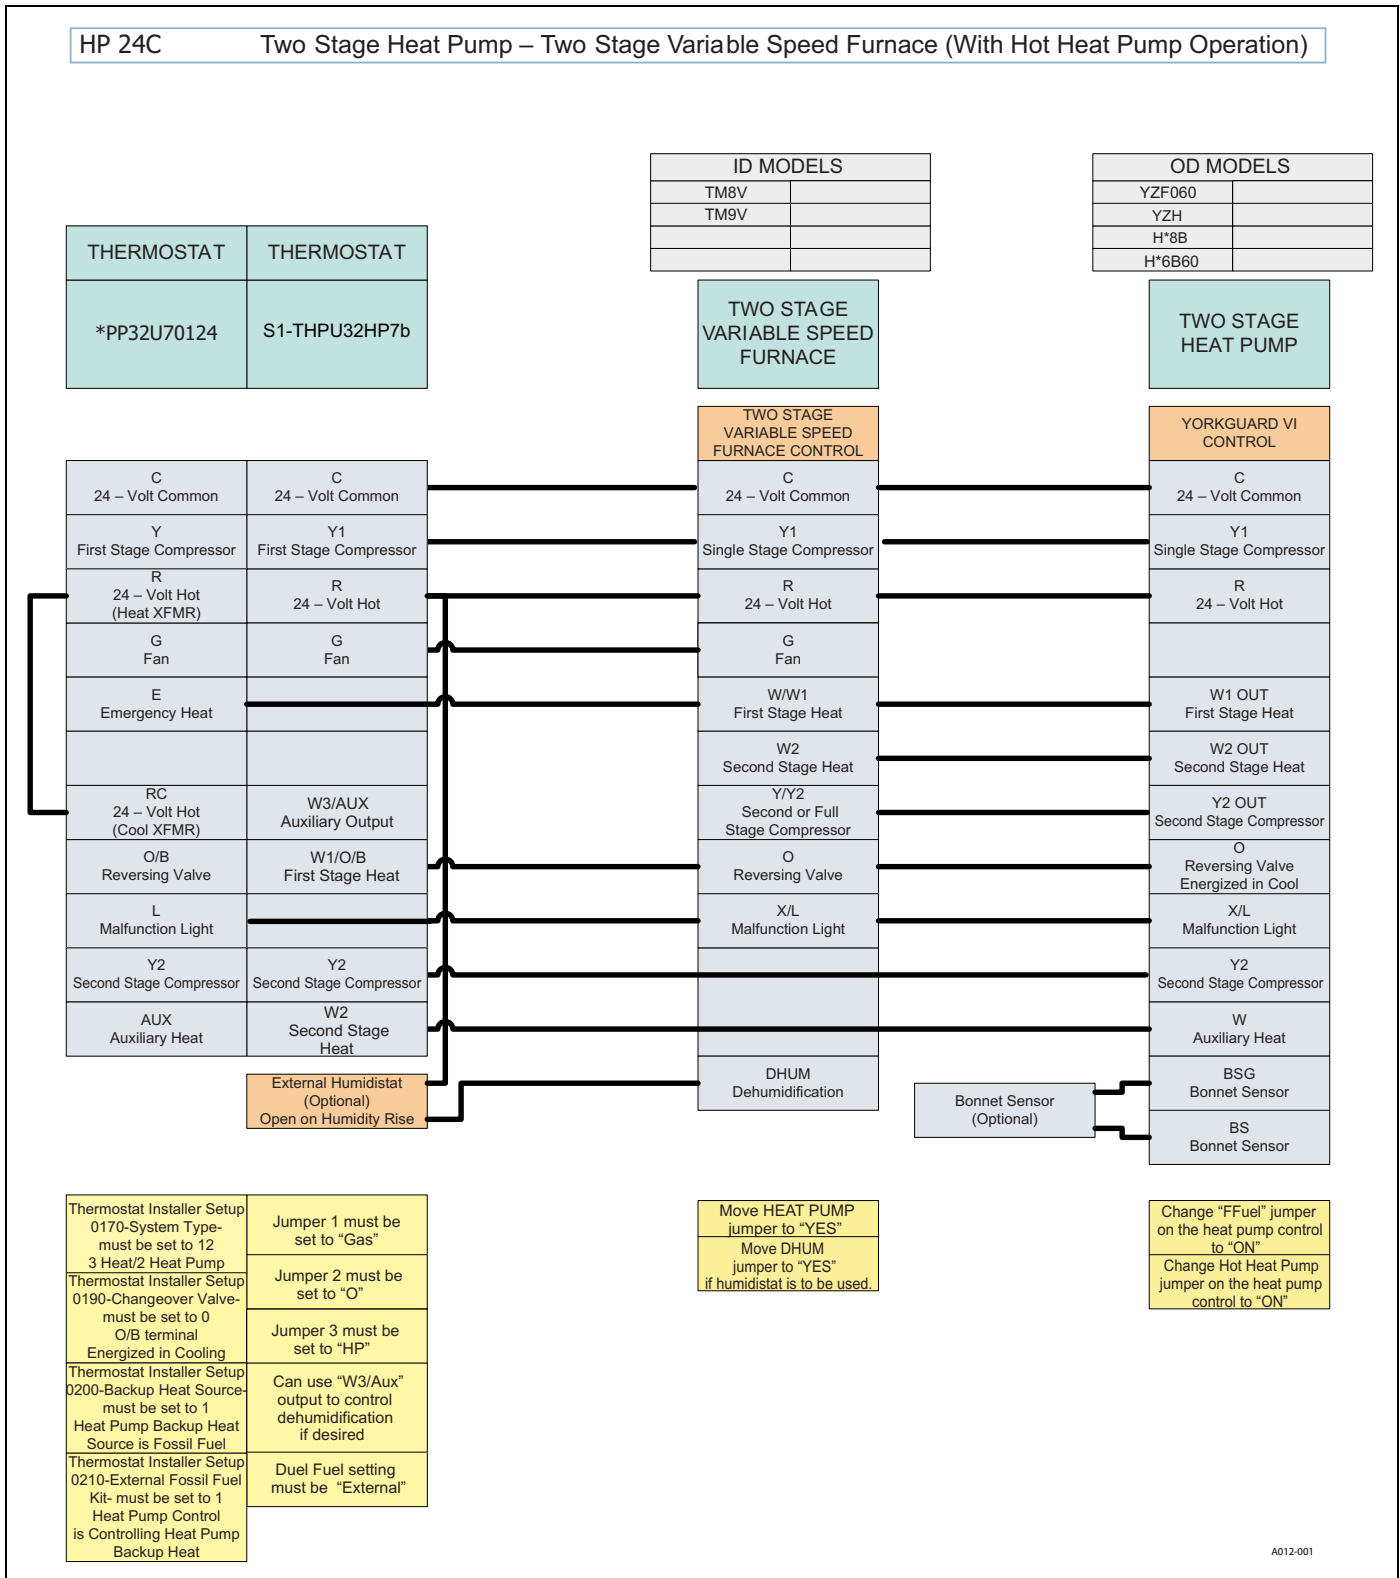 HP 24C
Two Stage Heat Pump – Two Stage Variable Speed Furnace (With Hot Heat Pump Operation)
ID MODELS
TM8V
TM9V
OD MODELS
YZF060
YZH
H*8B
H*6B60
THERMOSTAT
THERMOSTAT
*PP32U70124
S1-THPU32HP7b
TWO STAGE
VARIABLE SPEED
FURNACE
TWO STAGE
HEAT PUMP
TWO STAGE
VARIABLE SPEED
FURNACE CONTROL
YORKGUARD VI
CONTROL
C
24 – Volt Common
C
24 – Volt Common
C
24 – Volt Common
C
24 – Volt Common
Y
First Stage Compressor
Y1
First Stage Compressor
Y1
Single Stage Compressor
Y1
Single Stage Compressor
R
24 – Volt Hot
(Heat XFMR)
R
24 – Volt Hot
R
24 – Volt Hot
R
24 – Volt Hot
G
Fan
G
Fan
G
Fan
E
Emergency Heat
W/W1
First Stage Heat
W1 OUT
First Stage Heat
W2
Second Stage Heat
W2 OUT
Second Stage Heat
RC
24 – Volt Hot
(Cool XFMR)
W3/AUX
Auxiliary Output
Y/Y2
Second or Full
Stage Compressor
Y2 OUT
Second Stage Compressor
O/B
Reversing Valve
W1/O/B
First Stage Heat
O
Reversing Valve
O
Reversing Valve
Energized in Cool
L
Malfunction Light
X/L
Malfunction Light
X/L
Malfunction Light
Y2
Second Stage Compressor
Y2
Second Stage Compressor
Y2
Second Stage Compressor
AUX
Auxiliary Heat
W2
Second Stage
Heat
W
Auxiliary Heat
External Humidistat
(Optional)
Open on Humidity Rise
DHUM
Dehumidification
Bonnet Sensor
(Optional)
BSG
Bonnet Sensor
BS
Bonnet Sensor
Thermostat Installer Setup
0170-System Type-
must be set to 12
3 Heat/2 Heat Pump
Thermostat Installer Setup
0190-Changeover Valve-
must be set to 0
O/B terminal
Energized in Cooling
Thermostat Installer Setup
0200-Backup Heat Source-
must be set to 1
Heat Pump Backup Heat
Source is Fossil Fuel
Thermostat Installer Setup
0210-External Fossil Fuel
Kit- must be set to 1
Heat Pump Control
is Controlling Heat Pump
Backup Heat
Jumper 1 must be
set to “Gas”
Jumper 2 must be
set to “O”
Jumper 3 must be
set to “HP”
Can use “W3/Aux”
output to control
dehumidification
if desired
Duel Fuel setting
must be “External”
Move HEAT PUMP
jumper to “YES”
Move DHUM
jumper to “YES”
if humidistat is to be used.
Change “FFuel” jumper
on the heat pump control
to “ON”
Change Hot Heat Pump
jumper on the heat pump
control to “ON”
A012-001